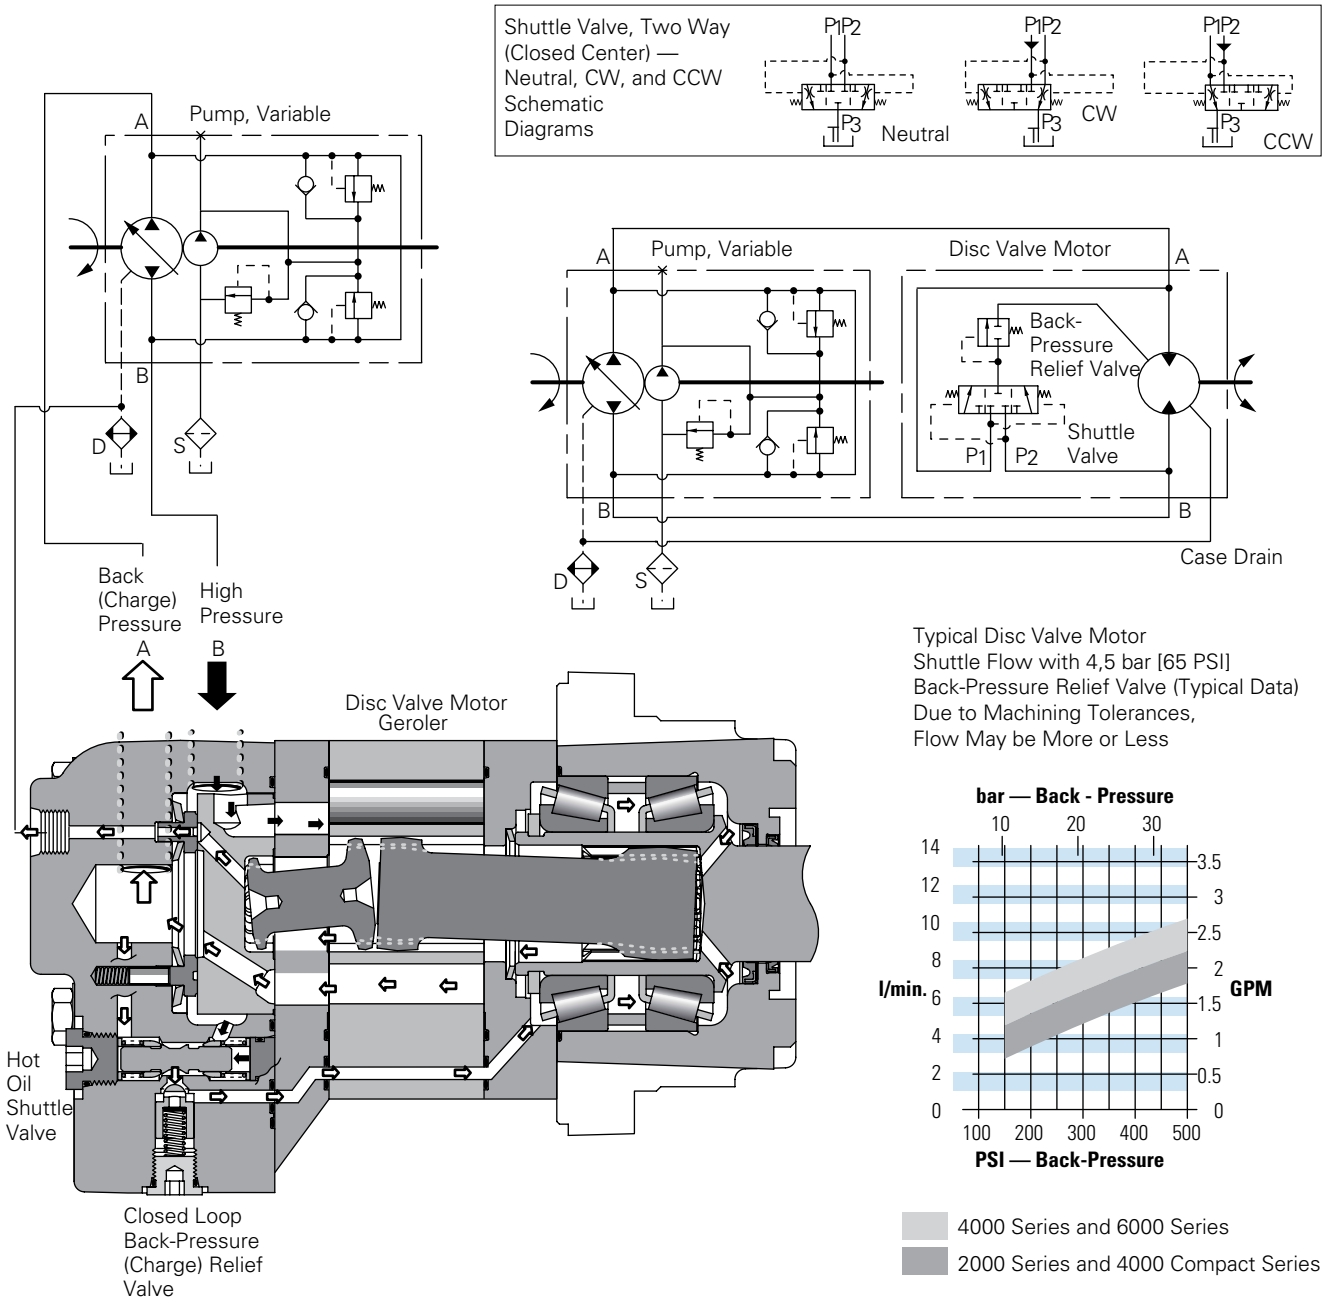 Shuttle Valve, Two Way
(Closed Center) —
Neutral, CW, and CCW
Schematic
Diagrams
P1P2
P3
Neutral
P1P2
P3
CW
P1P2
P3
CCW
Pump, Variable
A
B
D
S
Pump, Variable
Disc Valve Motor
A
A
Back-
Pressure
Relief Valve
Shuttle
Valve
P1
P2
B
B
D
S
Case Drain
Back
(Charge)
Pressure
A
High
Pressure
B
Disc Valve Motor
Geroler
Hot
Oil
Shuttle
Valve
Closed Loop
Back-Pressure
(Charge) Relief
Valve
Typical Disc Valve Motor
Shuttle Flow with 4,5 bar [65 PSI]
Back-Pressure Relief Valve (Typical Data)
Due to Machining Tolerances,
Flow May be More or Less
bar — Back - Pressure
10 20 30
14
12
10
8
6
4
2
0
l/min.
3.5
3
2.5
2
1.5
1
0.5
0
GPM
100 200 300 400 500
PSI — Back-Pressure
4000 Series and 6000 Series
2000 Series and 4000 Compact Series